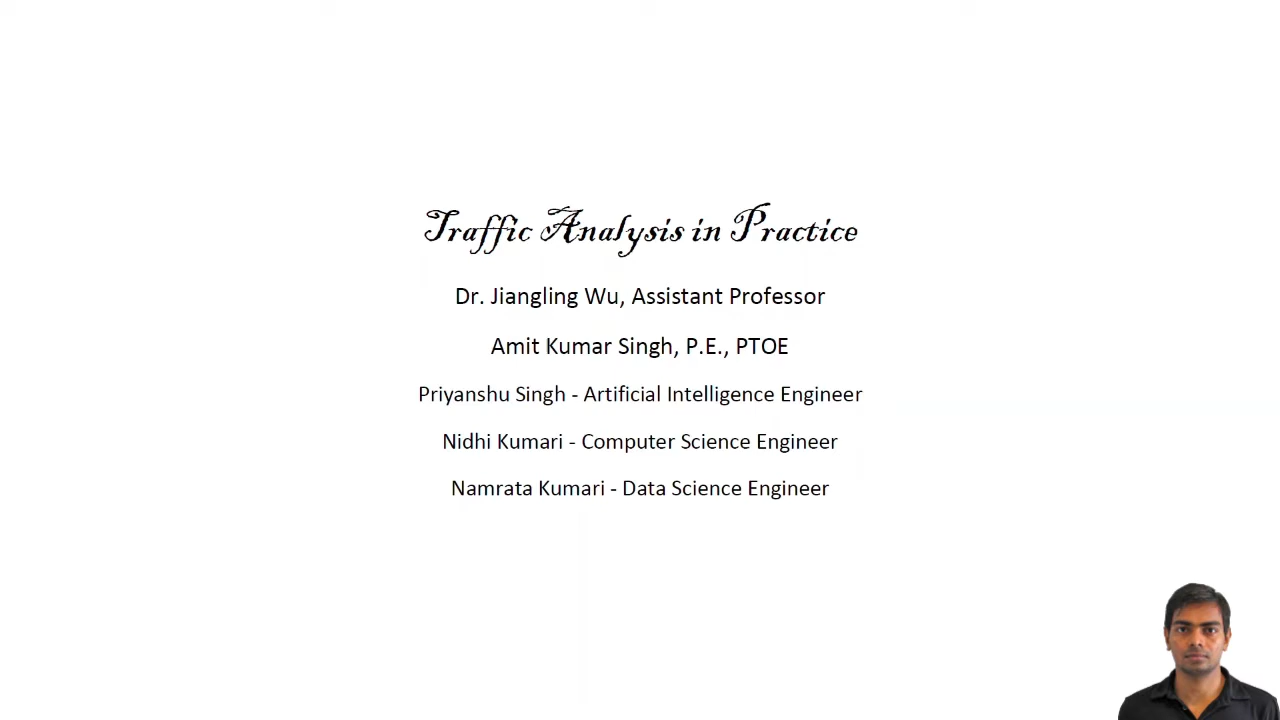 Traffic Analysis in Practice
Dr. Jiangling Wu, Assistant Professor
Amit Kumar Singh, P.E., PTOE
Priyanshu Singh - Artificial Intelligence Engineer
Nidhi Kumari - Computer Science Engineer
Namrata Kumari - Data Science Engineer